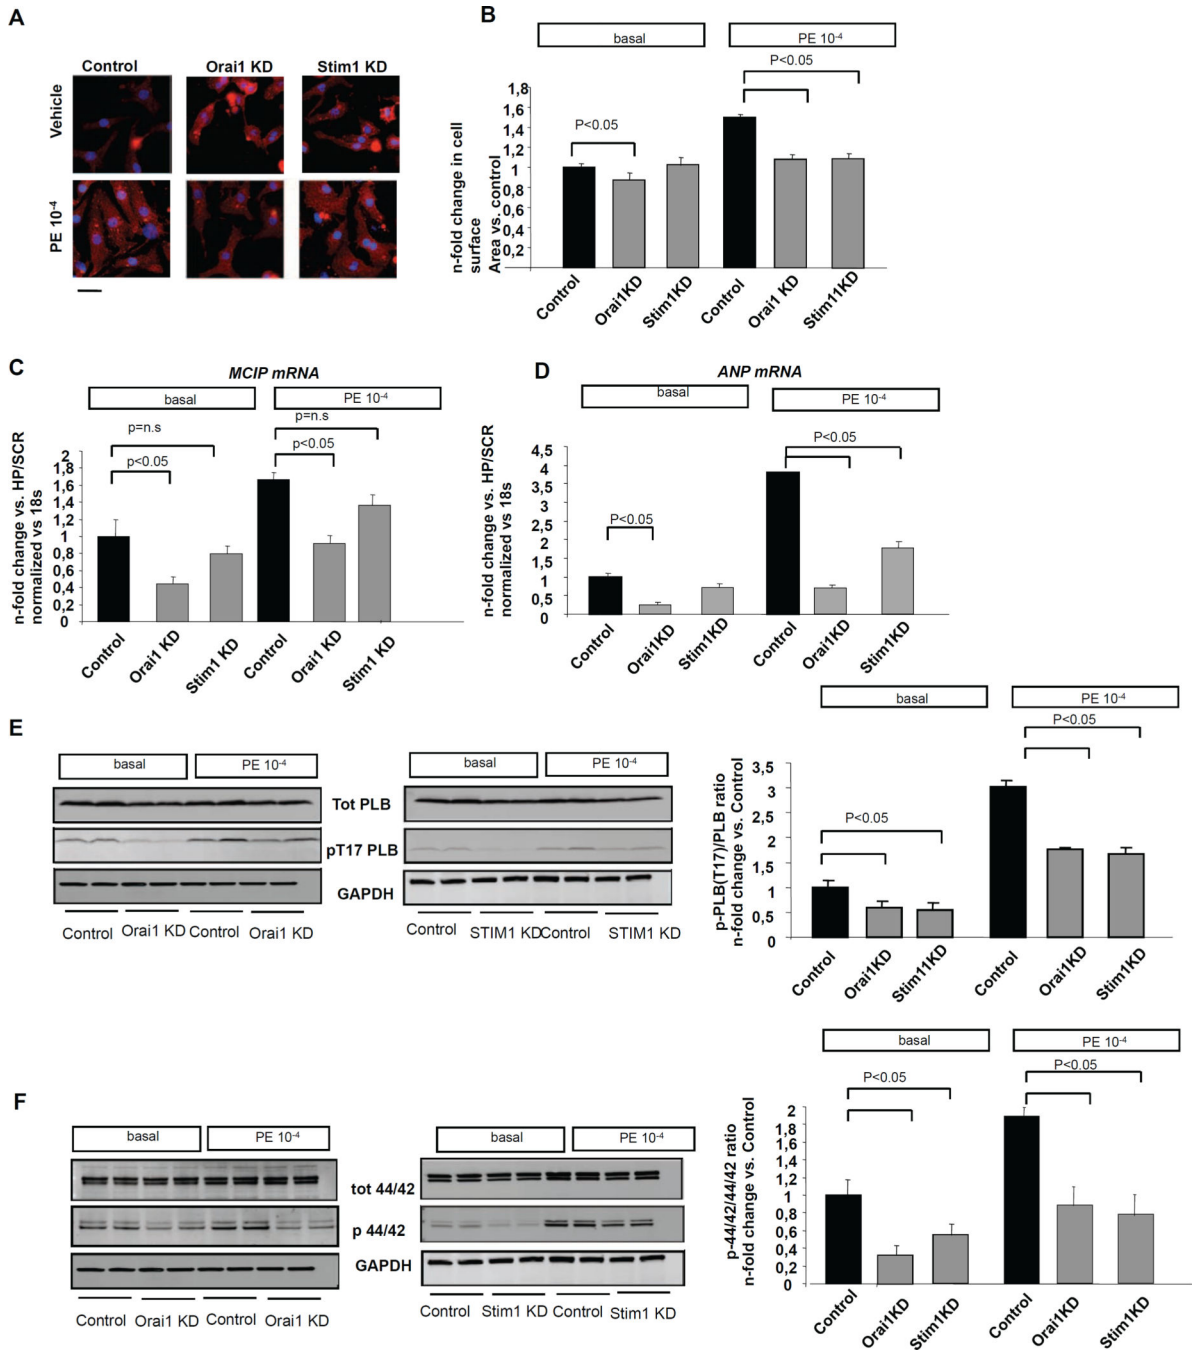 A
Control
Orai1 KD
Stim1 KD
Vehicle
PE 10-4
B
basal
PE 10-4
n-fold change in cell
surface
Area vs. control
1,8
1,6
1,4
1,2
1
0,8
0,6
0,4
0,2
P<0.05
P<0.05
Control
Orai1KD
Stim1KD
Control
Orai1 KD
Stim11KD
C
MCIP mRNA
basal
PE 10-4
p=n.s
p=n.s
p<0.05
p<0.05
n-fold change vs. HP/SCR
normalized vs 18s
2
1,8
1,6
1,4
1,2
1
0,8
0,6
0,4
0,2
0
Control
Orai1 KD
Stim1 KD
Control
Orai1 KD
Stim1 KD
D
ANP mRNA
basal
PE 10-4
P<0.05
P<0.05
n-fold change vs. HP/SCR
normalized vs 18s
4,5
4
3,5
3
2,5
2
1,5
1
0,5
0
Control
Orai1KD
Stim1KD
Control
Orai1KD
Stim1KD
E
basal
PE 10-4
basal
PE 10-4
Tot PLB
pT17 PLB
GAPDH
Control
Orai1 KD
Control
Orai1 KD
Control
STIM1 KD
Control
STIM1 KD
basal
PE 10-4
P<0.05
P<0.05
p-PLB(T17)/PLB ratio
n-fold change vs. Control
3,5
3
2,5
2
1,5
1
0,5
0
Control
Orai1KD
Stim11KD
Control
Orai1KD
Stim1KD
F
basal
PE 10-4
basal
PE 10-4
tot 44/42
p 44/42
GAPDH
Control
Orai1 KD
Control
Orai1 KD
Control
Stim1 KD
Control
Stim1 KD
basal
PE 10-4
P<0.05
P<0.05
p-44/42/44/42 ratio
n-fold change vs. Control
2
1,8
1,6
1,4
1,2
1
0,8
0,6
0,4
0,2
0
Control
Orai1KD
Stim1KD
Control
Orai1KD
Stim1KD